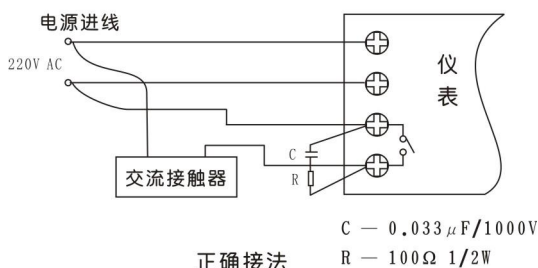 电源进线
220V AC
仪
表
C
R
交流接触器
C — 0.033μF/1000V
正确接法
R — 100Ω 1/2W